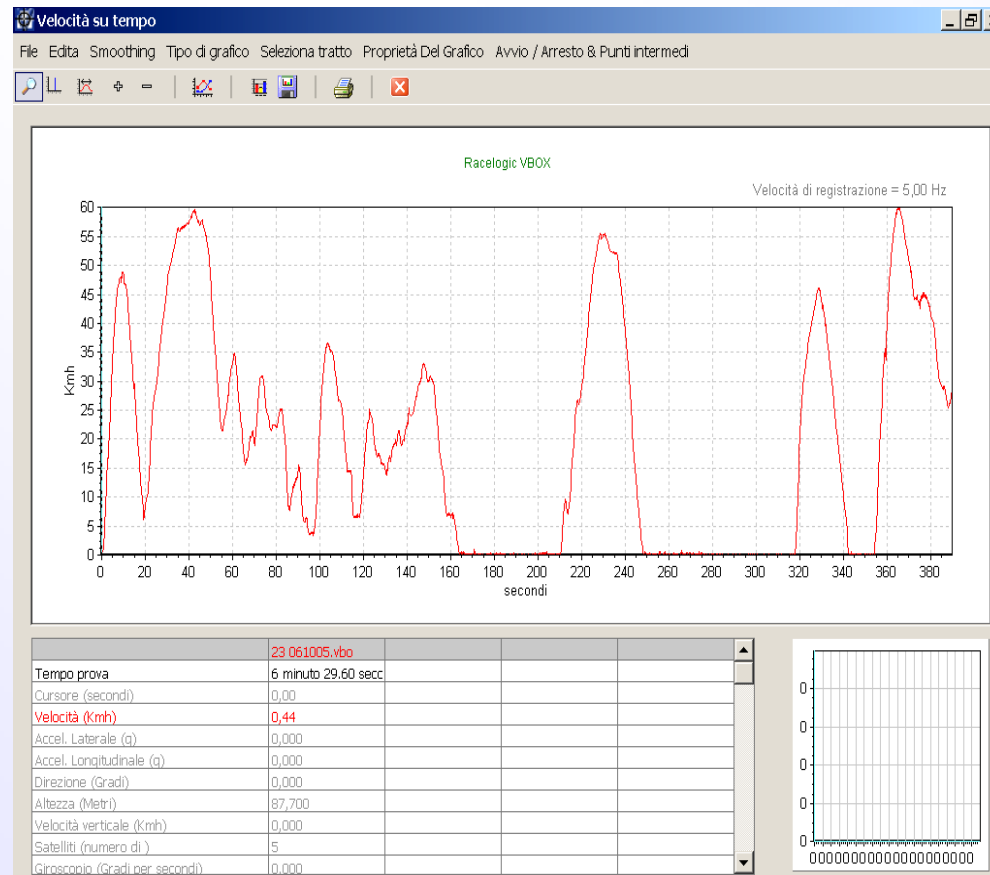 Velocità su tempo
File Edita Smoothing Tipo di grafico Seleziona tratto Proprietà Del Grafico Avvio / Arresto & Punti intermedi
Racelogic VBOX
Velocità di registrazione = 5,00 Hz
60
55
50
45
40
35
30
25
20
15
10
5
0
Kmh
0 20 40 60 80 100 120 140 160 180 200 220 240 260 280 300 320 340 360 380
secondi
23 061005.vbo
Tempo prova 6 minuto 29.60 secc
Cursore (secondi) 0,00
Velocità (Kmh) 0,44
Accel. Laterale (g) 0,000
Accel. Longitudinale (g) 0,000
Direzione (Gradi) 0,000
Altezza (Metri) 87,700
Velocità verticale (Kmh) 0,000
Satelliti (numero di ) 5
Giroscopio (Gradi per secondi) 0,000
0
0
0
0
0
00000000000000000000